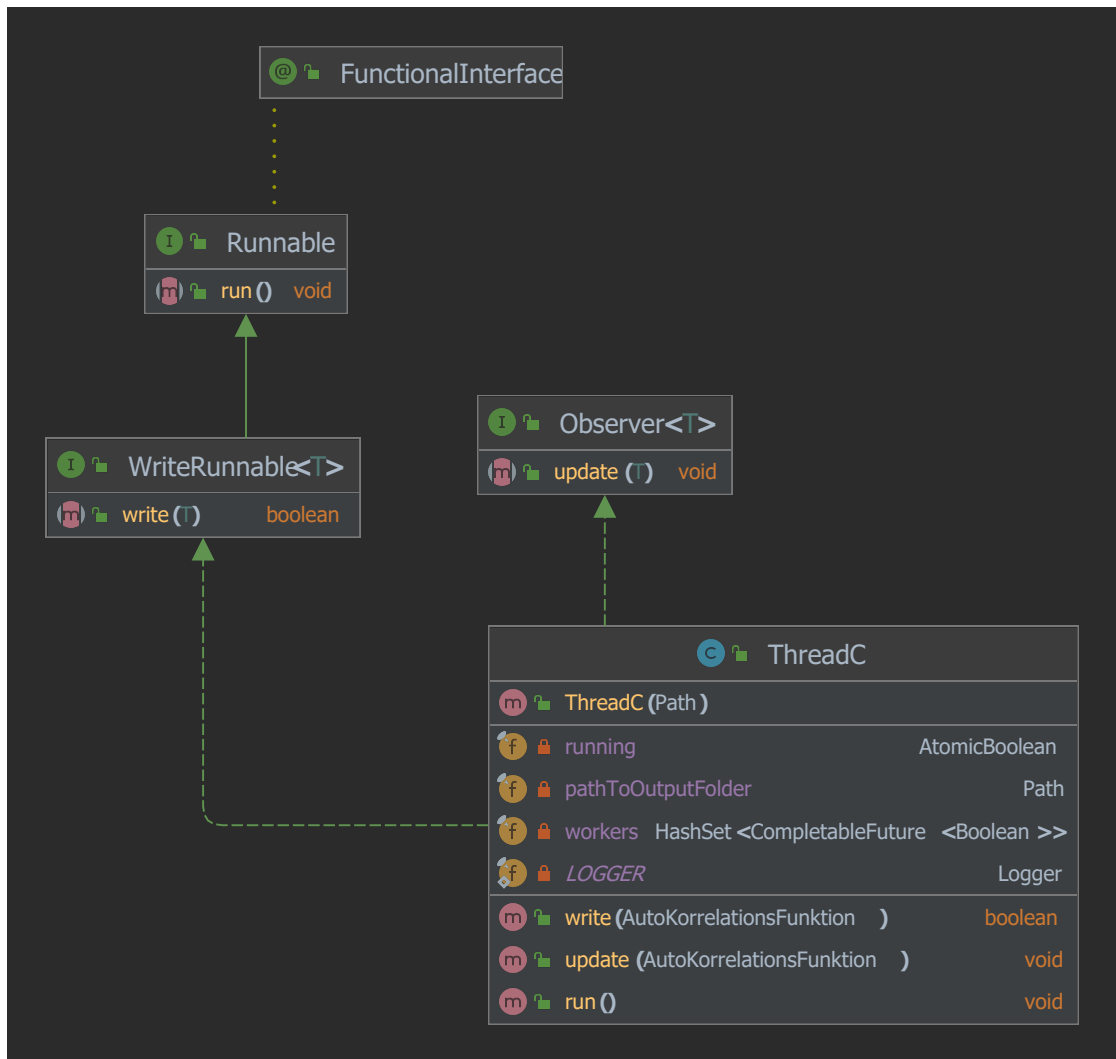 @ FunctionalInterface
I Runnable
m run() void
I WriteRunnable<T>
m write(T) boolean
I Observer<T>
m update(T) void
C ThreadC
m ThreadC(Path)
f running AtomicBoolean
f pathToOutputFolder Path
f workers HashSet<CompletableFuture <Boolean>>
f LOGGER Logger
m write(AutoKorrelationsFunktion) boolean
m update(AutoKorrelationsFunktion) void
m run() void